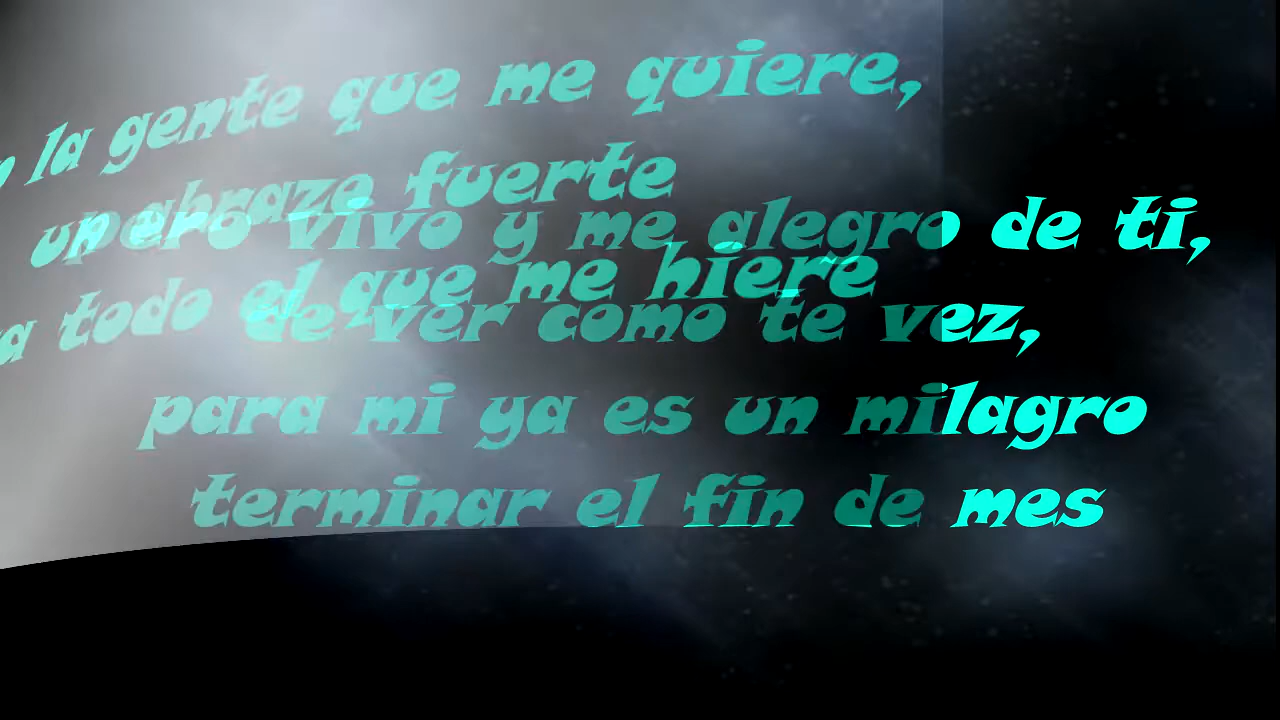 la gente que me quiere,
un abrazo fuerte
pero vivo y me alegro de ti,
todo el que me hiere
de ver como te vez,
para mi ya es un milagro
terminar el fin de mes